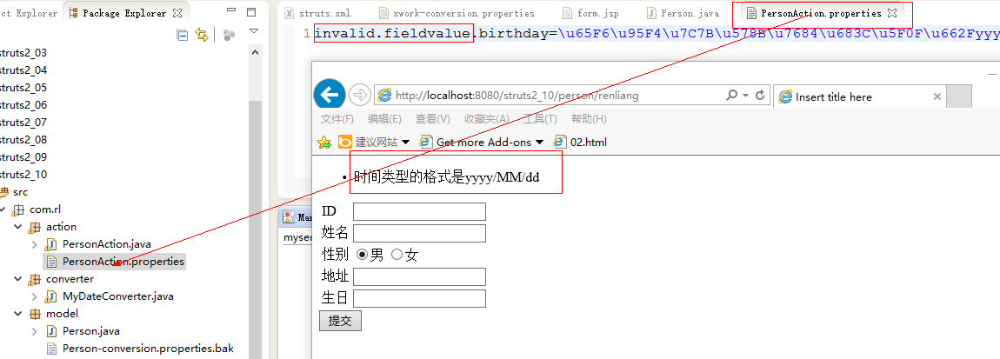 ct Explorer Package Explorer
struts2_03
struts2_04
struts2_05
struts2_06
struts2_07
struts2_08
struts2_09
struts2_10
src
com.rl
action
PersonAction.java
PersonAction.properties
converter
MyDateConverter.java
model
Person.java
Person-conversion.properties.bak
struts.xml xwork-conversion.properties form.jsp Person.java PersonAction.properties
1 invalid.fieldvalue.birthday=\u65F6\u95F4\u7C7B\u578B\u7684\u683C\u5F0F\u662Fyyy
Mar
myser
http://localhost:8080/struts2_10/person/renliang Insert title here
文件(F) 编辑(E) 查看(V) 收藏夹(A) 工具(T) 帮助(H)
建议网站 Get more Add-ons 02.html
• 时间类型的格式是yyyy/MM/dd
ID
姓名
性别 男 女
地址
生日
提交